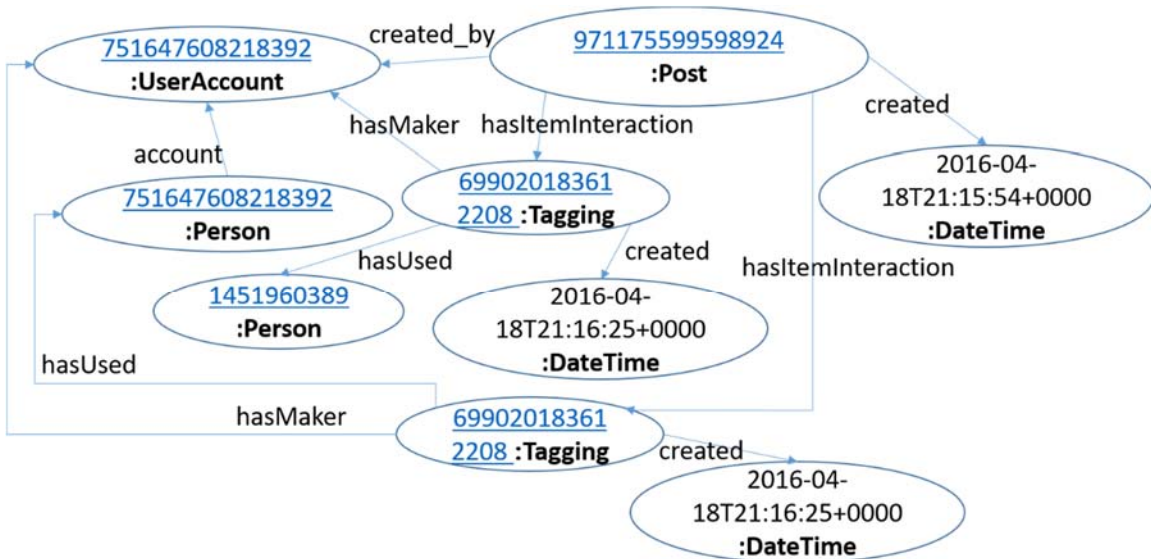 751647608218392
:UserAccount
created_by
971175599598924
:Post
created
hasMaker
hasItemInteraction
account
751647608218392
:Person
69902018361
2208 :Tagging
2016-04-
18T21:15:54+0000
:DateTime
hasUsed
created
hasItemInteraction
1451960389
:Person
2016-04-
18T21:16:25+0000
:DateTime
hasUsed
hasMaker
69902018361
2208 :Tagging
created
2016-04-
18T21:16:25+0000
:DateTime